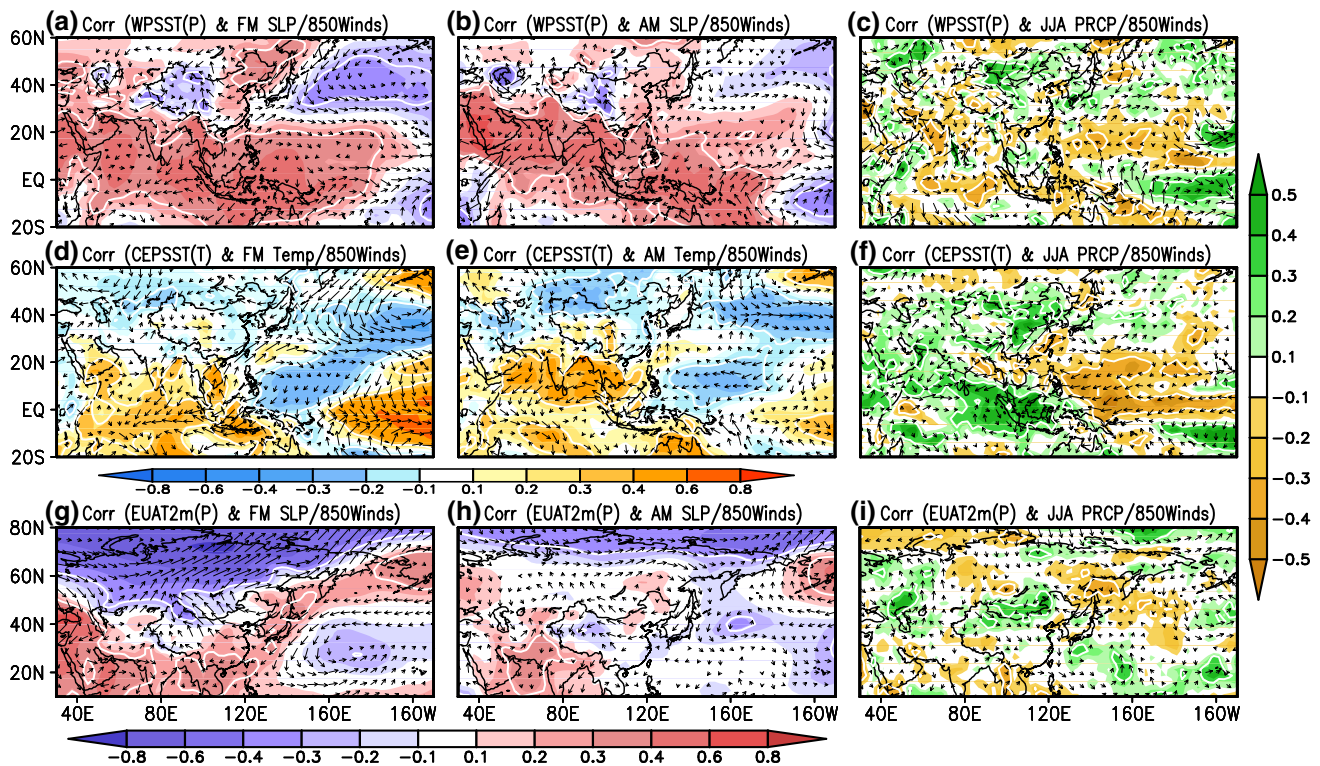 (a) Corr (WPSST(P) & FM SLP/850Winds)
(b) Corr (WPSST(P) & AM SLP/850Winds)
(c) Corr (WPSST(P) & JJA PRCP/850Winds)
60N
40N
20N
EQ
20S
(d) Corr (CEPSST(T) & FM Temp/850Winds)
(e) Corr (CEPSST(T) & AM Temp/850Winds)
(f) Corr (CEPSST(T) & JJA PRCP/850Winds)
60N
40N
20N
EQ
20S
-0.8 -0.6 -0.4 -0.3 -0.2 -0.1 0.1 0.2 0.3 0.4 0.6 0.8
0.5
0.4
0.3
0.2
0.1
-0.1
-0.2
-0.3
-0.4
-0.5
(g) Corr (EUAT2m(P) & FM SLP/850Winds)
(h) Corr (EUAT2m(P) & AM SLP/850Winds)
(i) Corr (EUAT2m(P) & JJA PRCP/850Winds)
80N
60N
40N
20N
40E 80E 120E 160E 160W
40E 80E 120E 160E 160W
40E 80E 120E 160E 160W
-0.8 -0.6 -0.4 -0.3 -0.2 -0.1 0.1 0.2 0.3 0.4 0.6 0.8